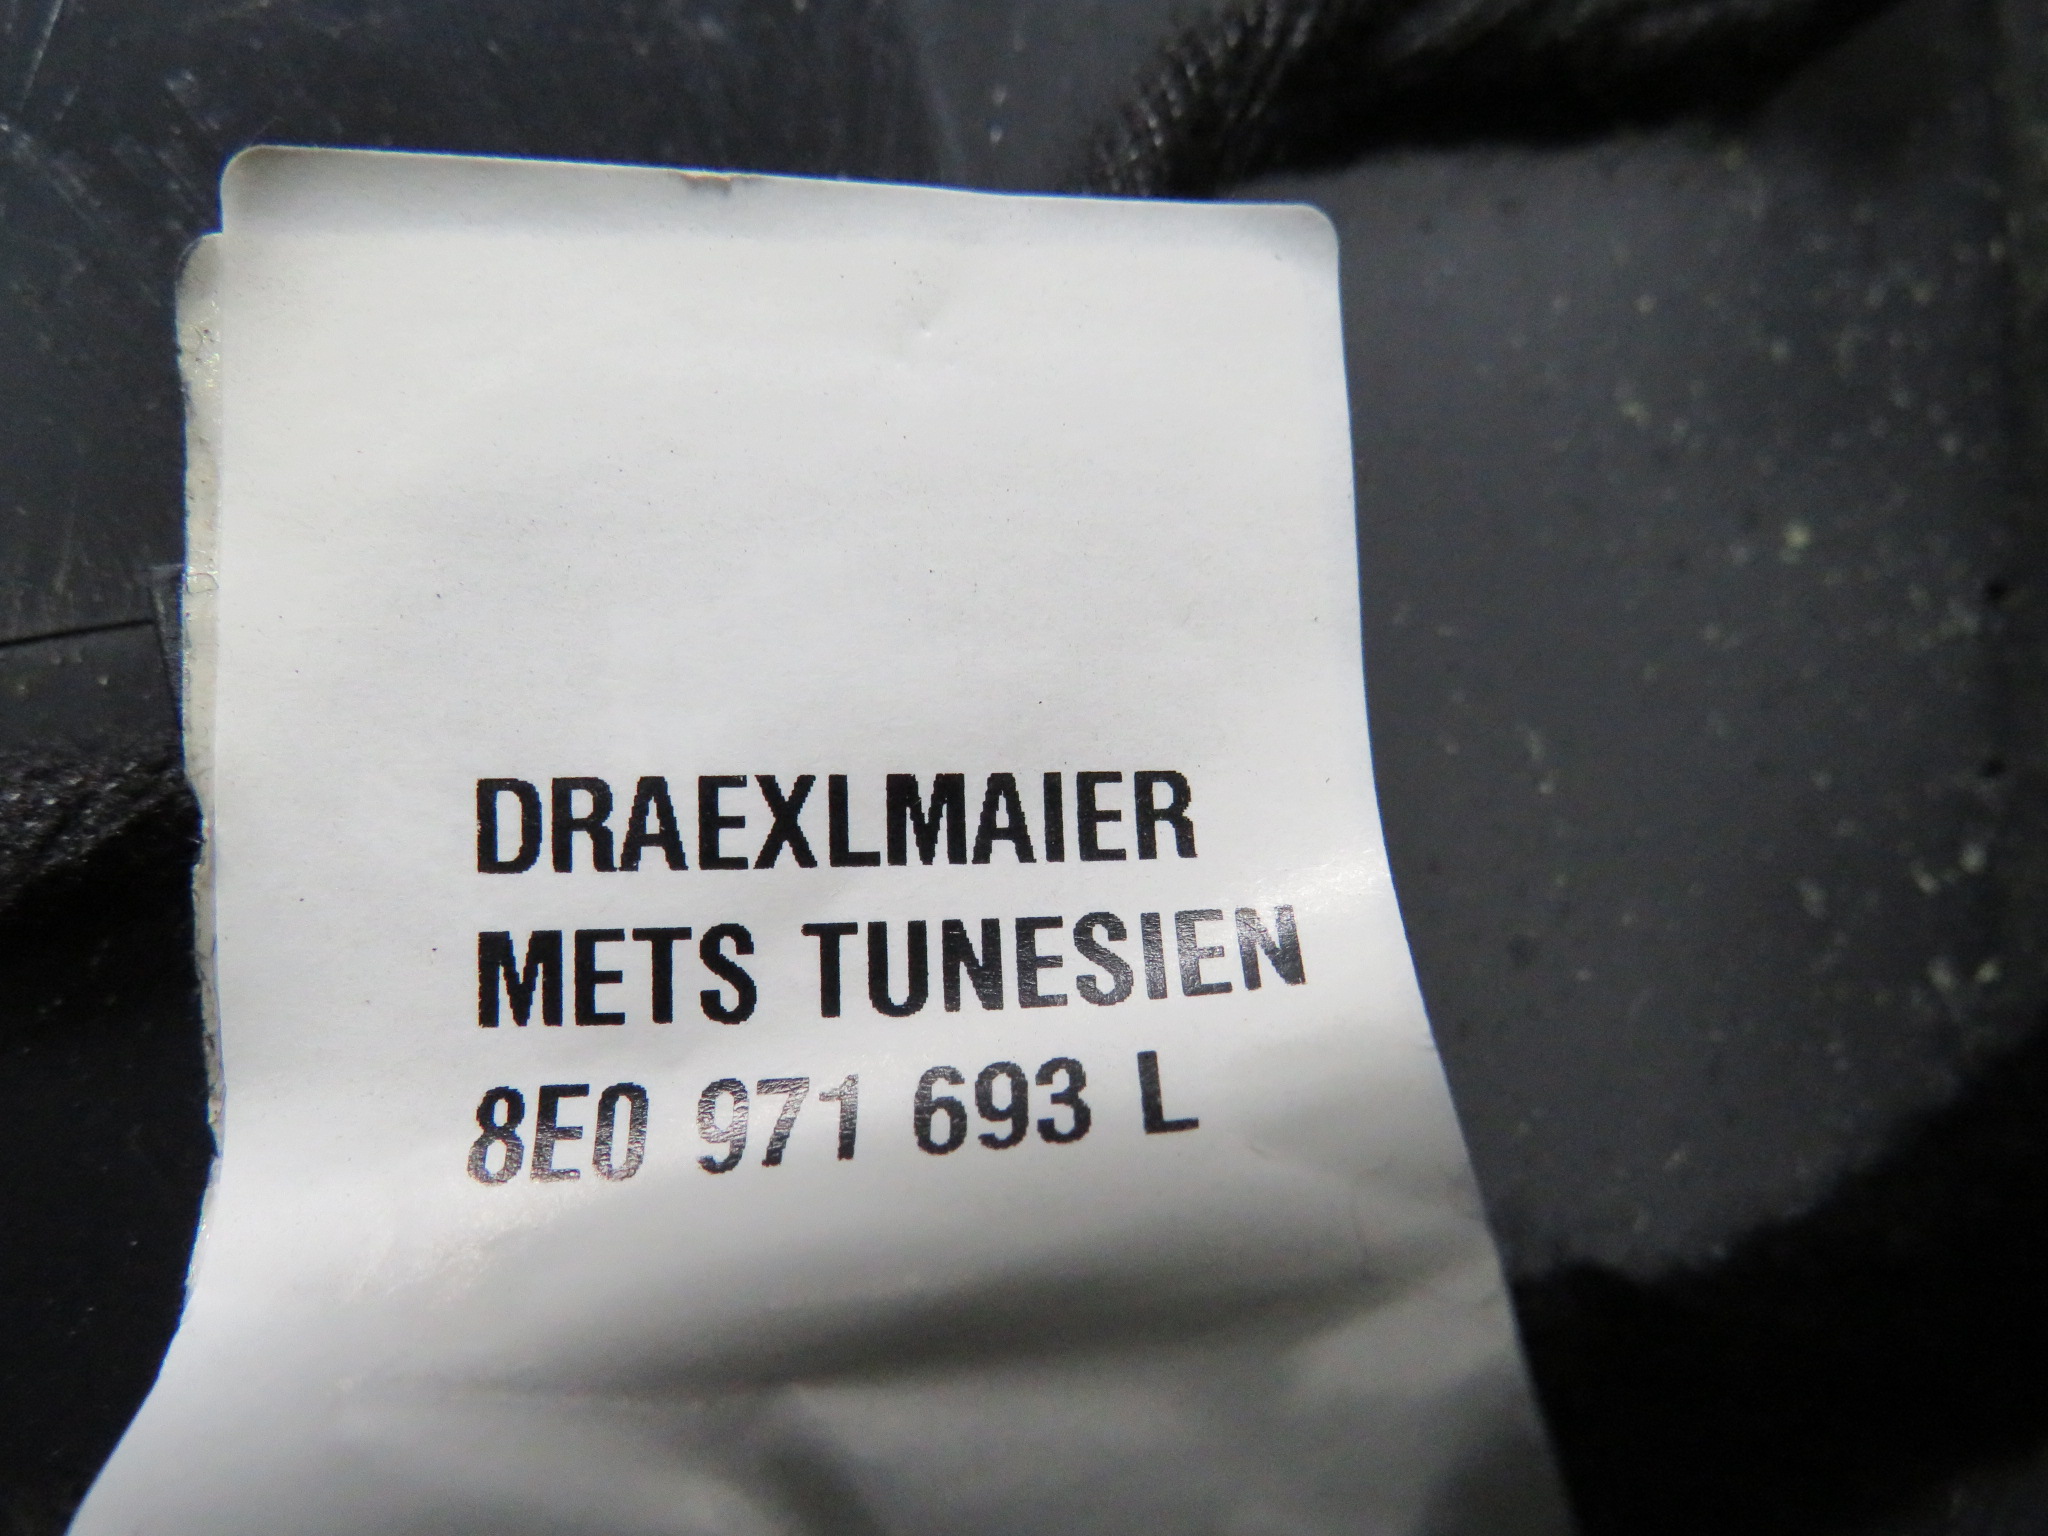 DRAEXLMAIER
METS TUNESIEN
8E0 971 693 L